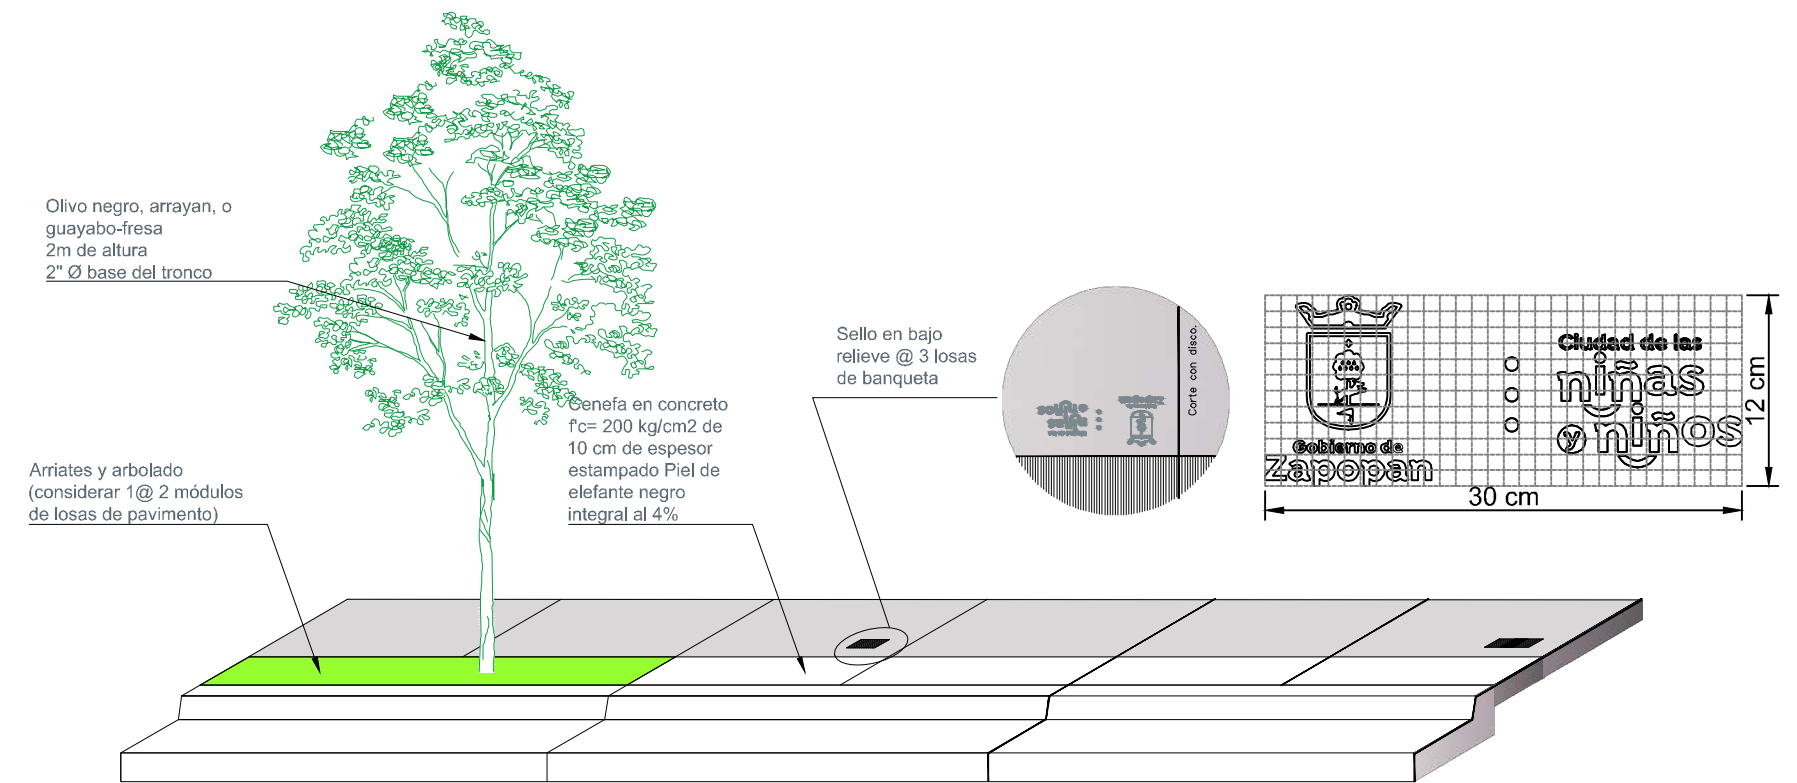 Olivo negro, arrayan, o
guayabo-fresa
2m de altura
2" Ø base del tronco
Arriates y arbolado
(considerar 1@ 2 módulos
de losas de pavimento)
Cenefa en concreto
f'c= 200 kg/cm2 de
10 cm de espesor
estampado Piel de
elefante negro
integral al 4%
Sello en bajo
relieve @ 3 losas
de banqueta
Corte con disco.
Gobierno de
Zapopan
Ciudad de las
niñas
y niños
12 cm
30 cm